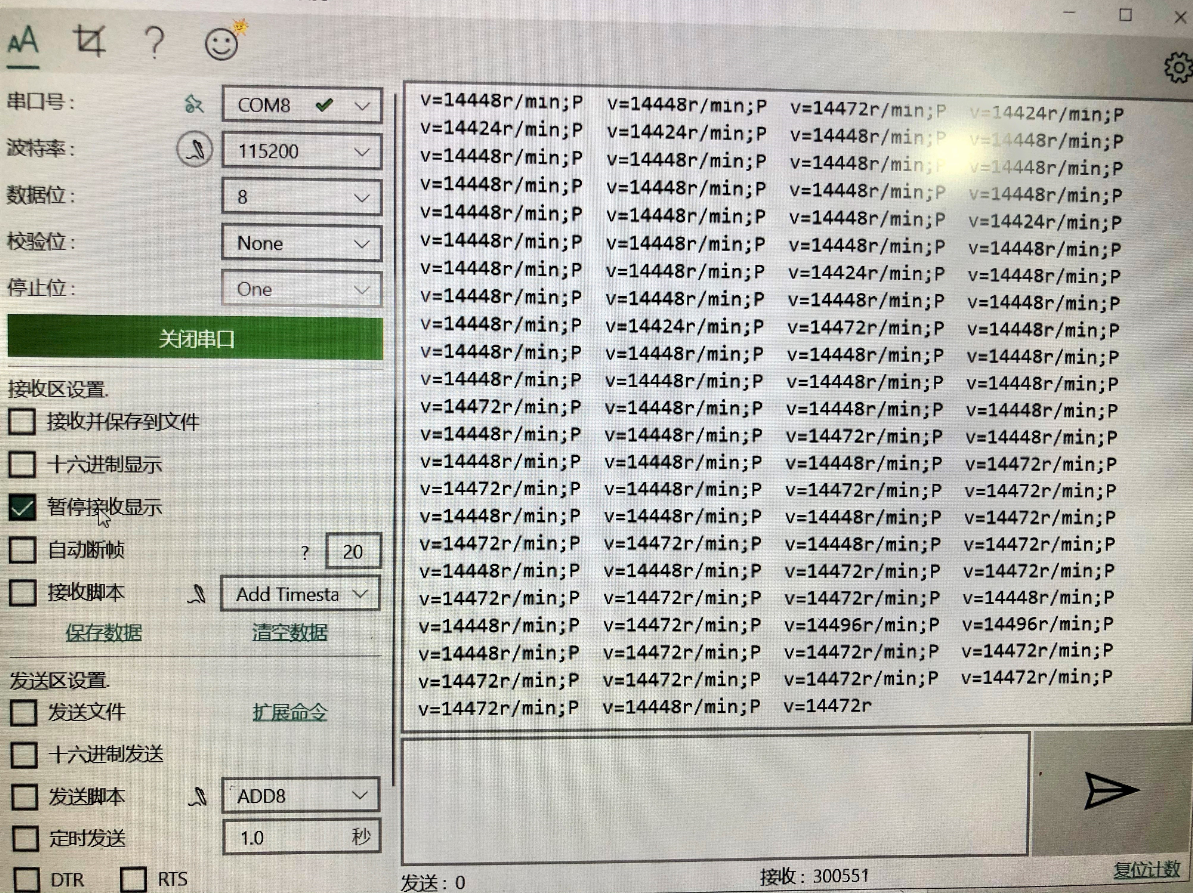 AA ?
串口号: COM8
波特率: 115200
数据位: 8
校验位: None
停止位: One
关闭串口
接收区设置.
接收并保存到文件
十六进制显示
暂停接收显示
自动断帧 ? 20
接收脚本 Add Timesta
保存数据 清空数据
发送区设置.
发送文件 扩展命令
十六进制发送
发送脚本 ADD8
定时发送 1.0 秒
DTR RTS
v=14448r/min;P v=14448r/min;P v=14472r/min;P v=14424r/min;P
v=14424r/min;P v=14424r/min;P v=14448r/min;P v=14448r/min;P
v=14448r/min;P v=14448r/min;P v=14448r/min;P v=14448r/min;P
v=14448r/min;P v=14448r/min;P v=14448r/min;P v=14448r/min;P
v=14448r/min;P v=14448r/min;P v=14448r/min;P v=14424r/min;P
v=14448r/min;P v=14448r/min;P v=14448r/min;P v=14448r/min;P
v=14448r/min;P v=14448r/min;P v=14424r/min;P v=14448r/min;P
v=14448r/min;P v=14448r/min;P v=14448r/min;P v=14448r/min;P
v=14448r/min;P v=14424r/min;P v=14472r/min;P v=14448r/min;P
v=14448r/min;P v=14448r/min;P v=14448r/min;P v=14448r/min;P
v=14448r/min;P v=14448r/min;P v=14448r/min;P v=14448r/min;P
v=14472r/min;P v=14448r/min;P v=14448r/min;P v=14448r/min;P
v=14448r/min;P v=14448r/min;P v=14472r/min;P v=14448r/min;P
v=14448r/min;P v=14448r/min;P v=14448r/min;P v=14472r/min;P
v=14472r/min;P v=14448r/min;P v=14472r/min;P v=14472r/min;P
v=14448r/min;P v=14448r/min;P v=14448r/min;P v=14472r/min;P
v=14472r/min;P v=14472r/min;P v=14448r/min;P v=14472r/min;P
v=14448r/min;P v=14448r/min;P v=14472r/min;P v=14472r/min;P
v=14472r/min;P v=14472r/min;P v=14472r/min;P v=14448r/min;P
v=14448r/min;P v=14472r/min;P v=14496r/min;P v=14496r/min;P
v=14448r/min;P v=14472r/min;P v=14472r/min;P v=14472r/min;P
v=14472r/min;P v=14472r/min;P v=14472r/min;P v=14472r/min;P
v=14472r/min;P v=14448r/min;P v=14472r
发送: 0 接收: 300551 复位计数